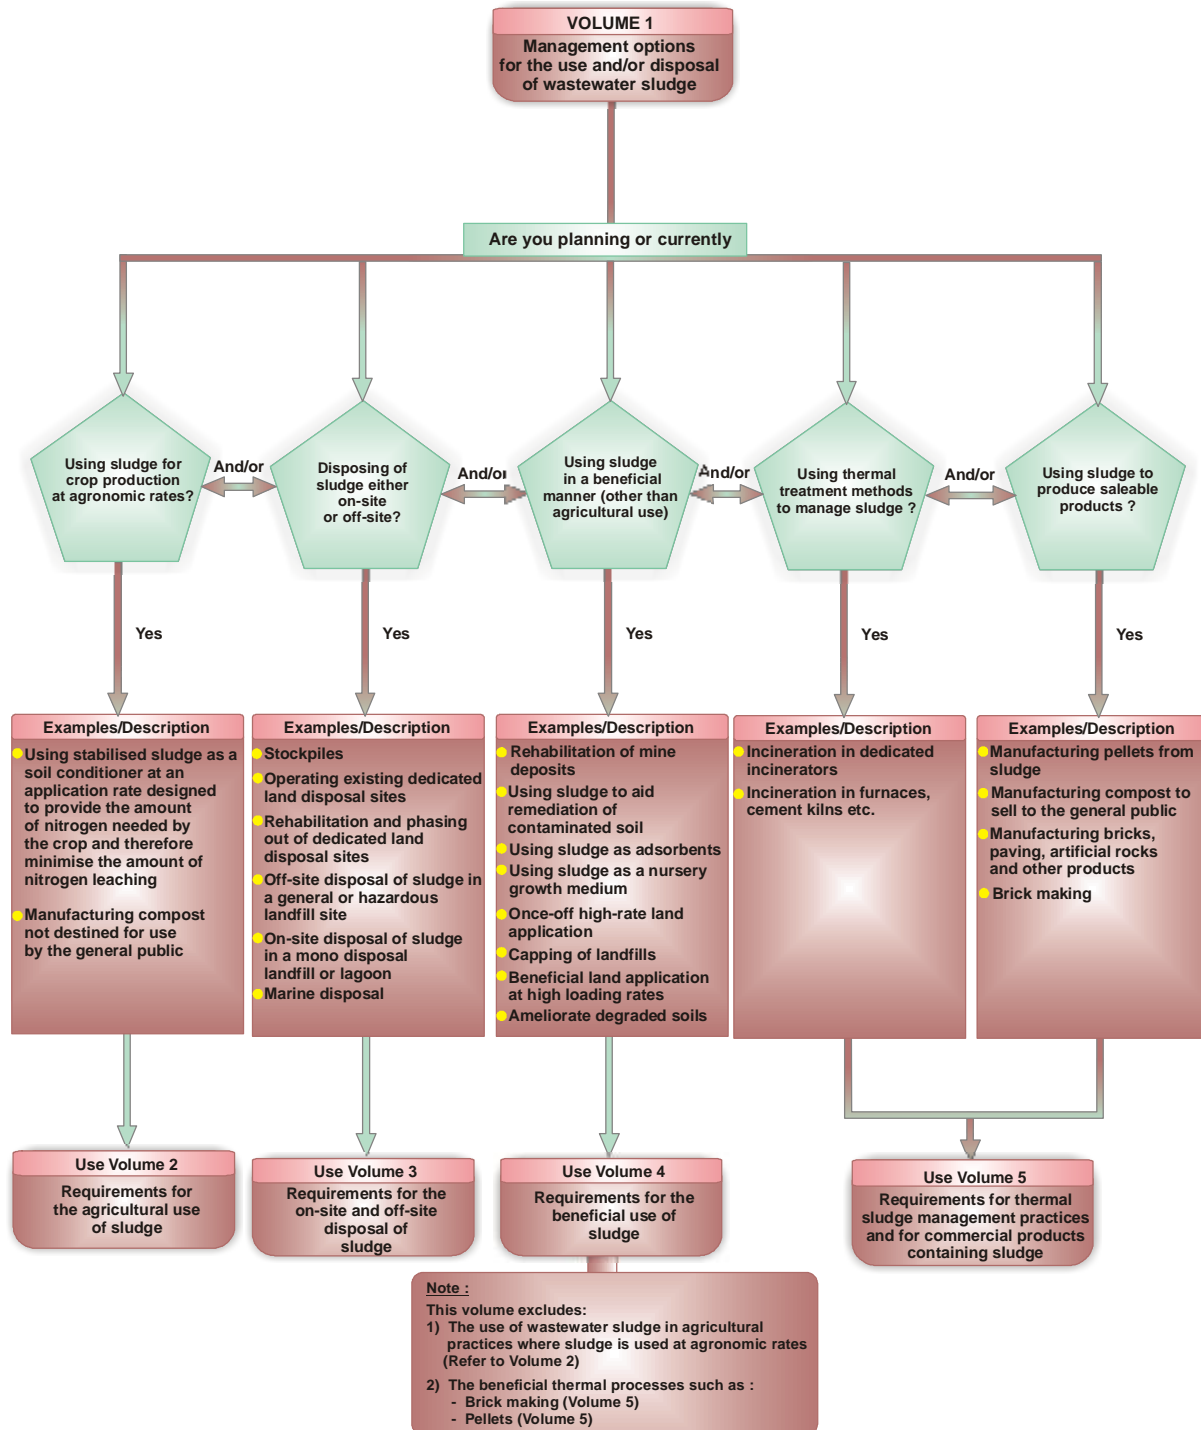 VOLUME 1
Management options
for the use and/or disposal
of wastewater sludge
Are you planning or currently
Using sludge for
crop production
at agronomic rates?
And/or
Disposing of
sludge either
on-site
or off-site?
And/or
Using sludge
in a beneficial
manner (other than
agricultural use)
And/or
Using thermal
treatment methods
to manage sludge ?
And/or
Using sludge to
produce saleable
products ?
Yes
Yes
Yes
Yes
Yes
Examples/Description
Using stabilised sludge as a
soil conditioner at an
application rate designed
to provide the amount
of nitrogen needed by
the crop and therefore
minimise the amount of
nitrogen leaching
Manufacturing compost
not destined for use
by the general public
Examples/Description
Stockpiles
Operating existing dedicated
land disposal sites
Rehabilitation and phasing
out of dedicated land
disposal sites
Off-site disposal of sludge in
a general or hazardous
landfill site
On-site disposal of sludge
in a mono disposal
landfill or lagoon
Marine disposal
Examples/Description
Rehabilitation of mine
deposits
Using sludge to aid
remediation of
contaminated soil
Using sludge as adsorbents
Using sludge as a nursery
growth medium
Once-off high-rate land
application
Capping of landfills
Beneficial land application
at high loading rates
Ameliorate degraded soils
Examples/Description
Incineration in dedicated
incinerators
Incineration in furnaces,
cement kilns etc.
Examples/Description
Manufacturing pellets from
sludge
Manufacturing compost to
sell to the general public
Manufacturing bricks,
paving, artificial rocks
and other products
Brick making
Use Volume 2
Requirements for
the agricultural use
of sludge
Use Volume 3
Requirements for the
on-site and off-site
disposal of
sludge
Use Volume 4
Requirements for the
beneficial use of
sludge
Use Volume 5
Requirements for thermal
sludge management practices
and for commercial products
containing sludge
Note :
This volume excludes:
1) The use of wastewater sludge in agricultural
practices where sludge is used at agronomic rates
(Refer to Volume 2)
2) The beneficial thermal processes such as :
- Brick making (Volume 5)
- Pellets (Volume 5)